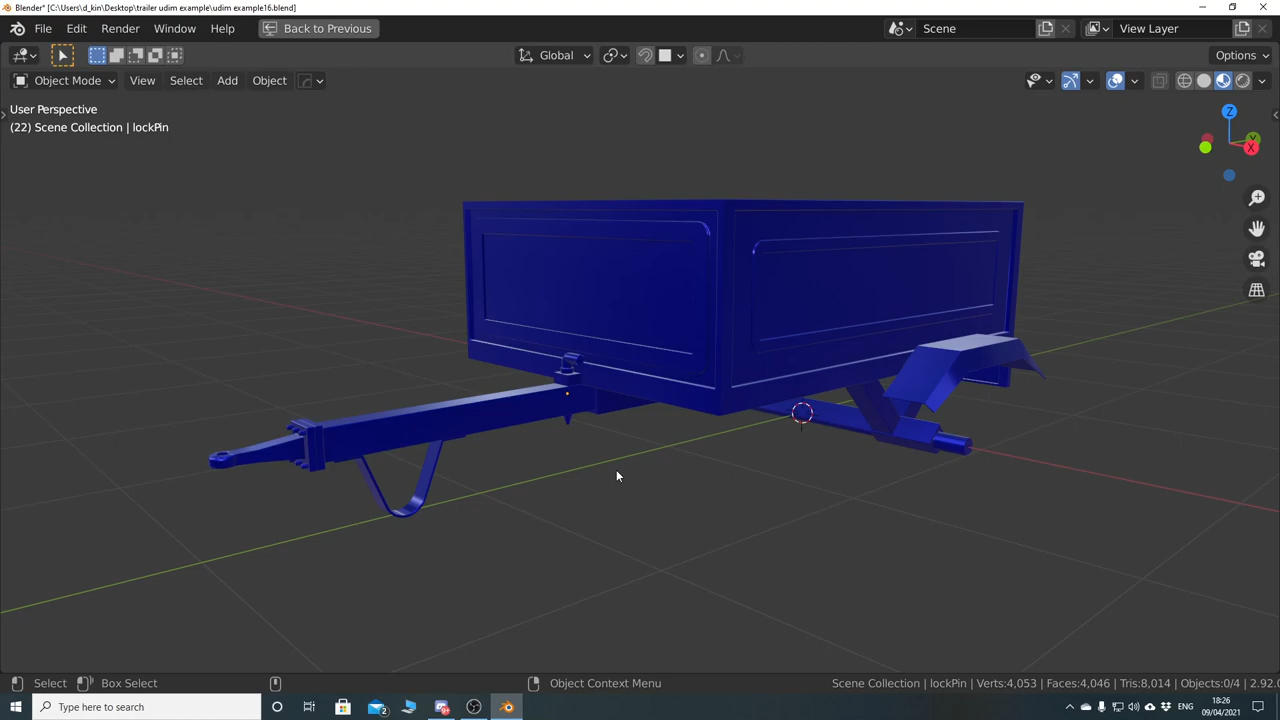 Blender* [C:\Users\d_kin\Desktop\trailer udim example\udim example16.blend]
File Edit Render Window Help Back to Previous Scene View Layer
Global Options
Object Mode View Select Add Object
User Perspective
(22) Scene Collection | lockPin
Z
Y
X
Select Box Select Object Context Menu Scene Collection | lockPin | Verts:4,053 | Faces:4,046 | Tris:8,014 | Objects:0/4 | 2.92.0
Type here to search 2 ENG 18:26
09/04/2021